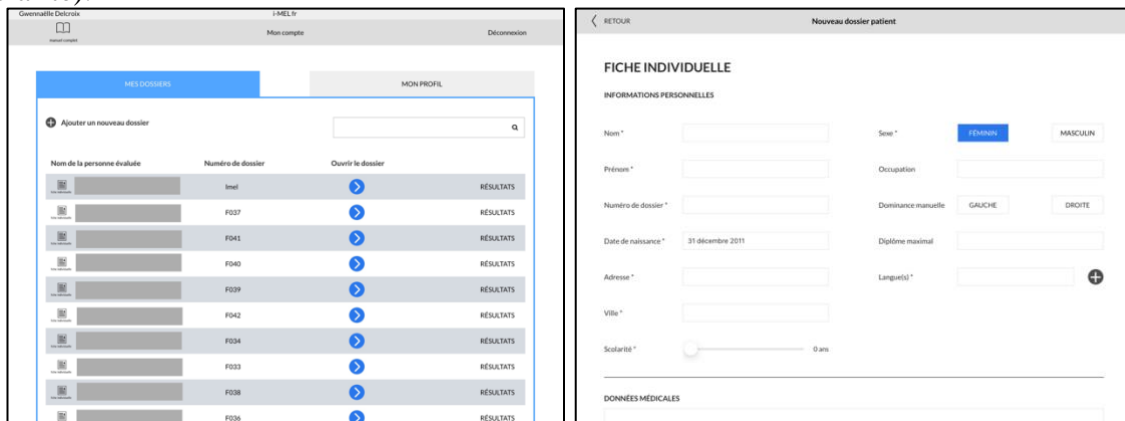 Gwennaëlle Delcroix i-MEL.fr
manuel complet Mon compte Déconnexion
MES DOSSIERS MON PROFIL
Ajouter un nouveau dossier
Nom de la personne évaluée Numéro de dossier Ouvrir le dossier
Imel RÉSULTATS
F037 RÉSULTATS
F041 RÉSULTATS
F040 RÉSULTATS
F039 RÉSULTATS
F042 RÉSULTATS
F034 RÉSULTATS
F033 RÉSULTATS
F038 RÉSULTATS
F036 RÉSULTATS
RETOUR Nouveau dossier patient
FICHE INDIVIDUELLE
INFORMATIONS PERSONNELLES
Nom * Sexe * FÉMININ MASCULIN
Prénom * Occupation
Numéro de dossier * Dominance manuelle GAUCHE DROITE
Date de naissance * 31 décembre 2011 Diplôme maximal
Adresse * Langue(s) *
Ville *
Scolarité * 0 ans
DONNÉES MÉDICALES